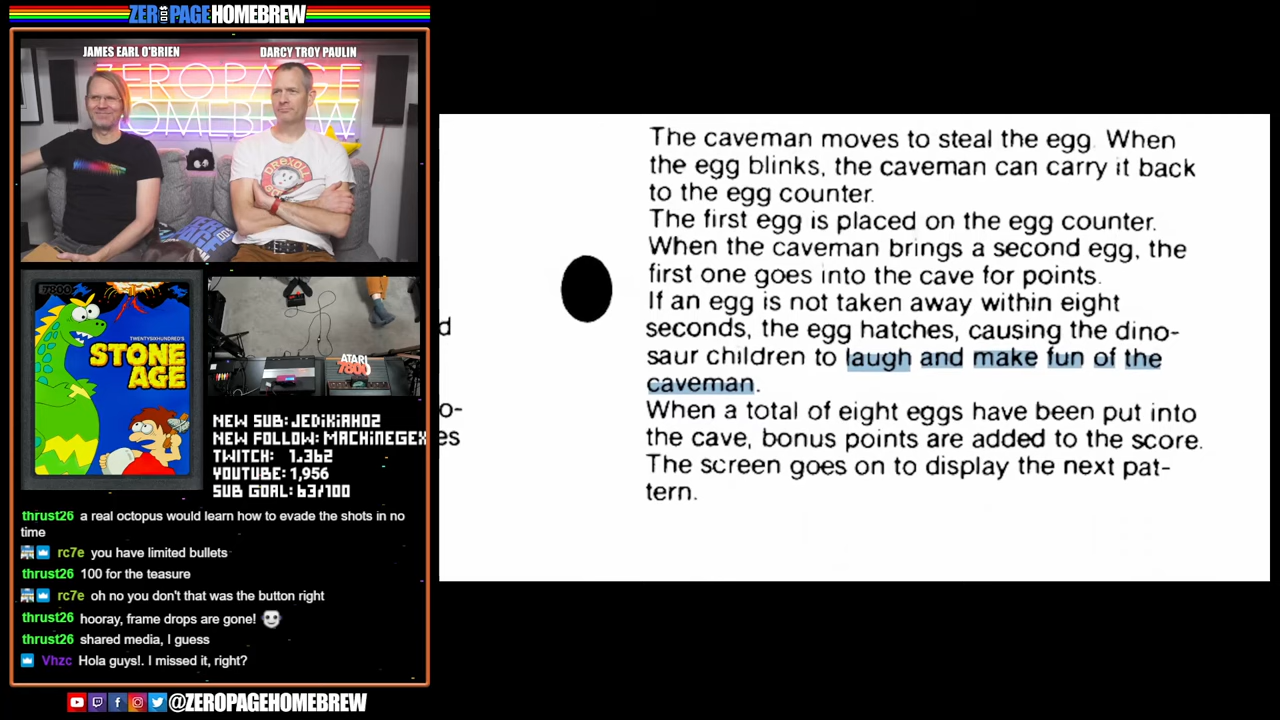 ZEROPAGE HOMEBREW
JAMES EARL O'BRIEN
DARCY TROY PAULIN
ZEROPAGE
HOMEBREW
7800
TWENTYSIXHUNDRED'S
STONE
AGE
ATARI
7800
NEW SUB: JEDIKIAH02
NEW FOLLOW: MACHINEGEX
TWITCH: 1,362
YOUTUBE: 1,956
SUB GOAL: 63/100
thrust26 a real octopus would learn how to evade the shots in no
time
rc7e you have limited bullets
thrust26 100 for the teasure
rc7e oh no you don't that was the button right
thrust26 hooray, frame drops are gone!
thrust26 shared media, I guess
Vhzc Hola guys!. I missed it, right?
@ZEROPAGEHOMEBREW
d
o-
es
The caveman moves to steal the egg. When
the egg blinks, the caveman can carry it back
to the egg counter.
The first egg is placed on the egg counter.
When the caveman brings a second egg, the
first one goes into the cave for points.
If an egg is not taken away within eight
seconds, the egg hatches, causing the dino-
saur children to laugh and make fun of the
caveman.
When a total of eight eggs have been put into
the cave, bonus points are added to the score.
The screen goes on to display the next pat-
tern.